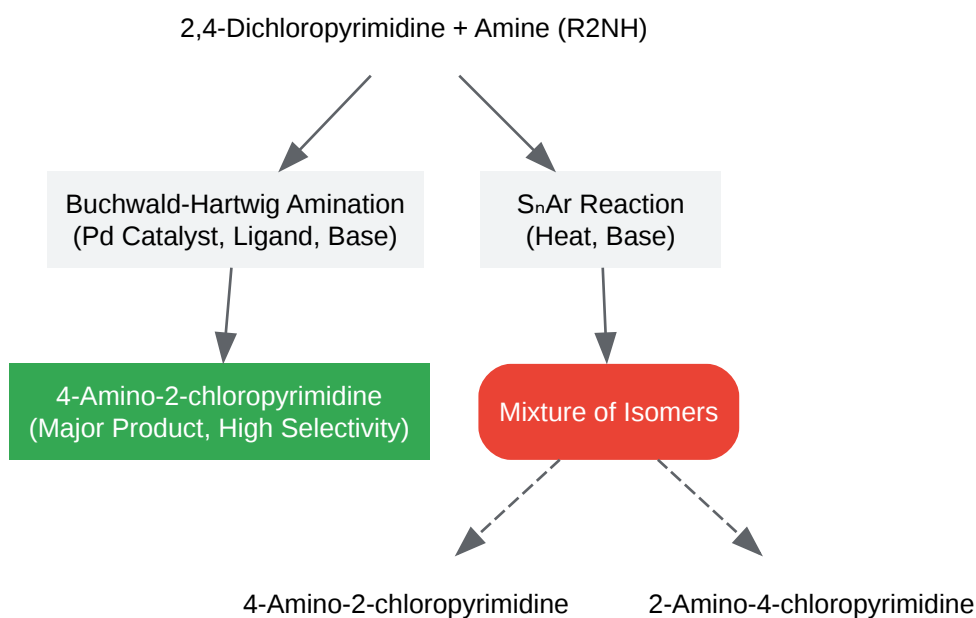 2,4-Dichloropyrimidine + Amine (R2NH)
Buchwald-Hartwig Amination
(Pd Catalyst, Ligand, Base)
SₙAr Reaction
(Heat, Base)
4-Amino-2-chloropyrimidine
(Major Product, High Selectivity)
Mixture of Isomers
4-Amino-2-chloropyrimidine
2-Amino-4-chloropyrimidine